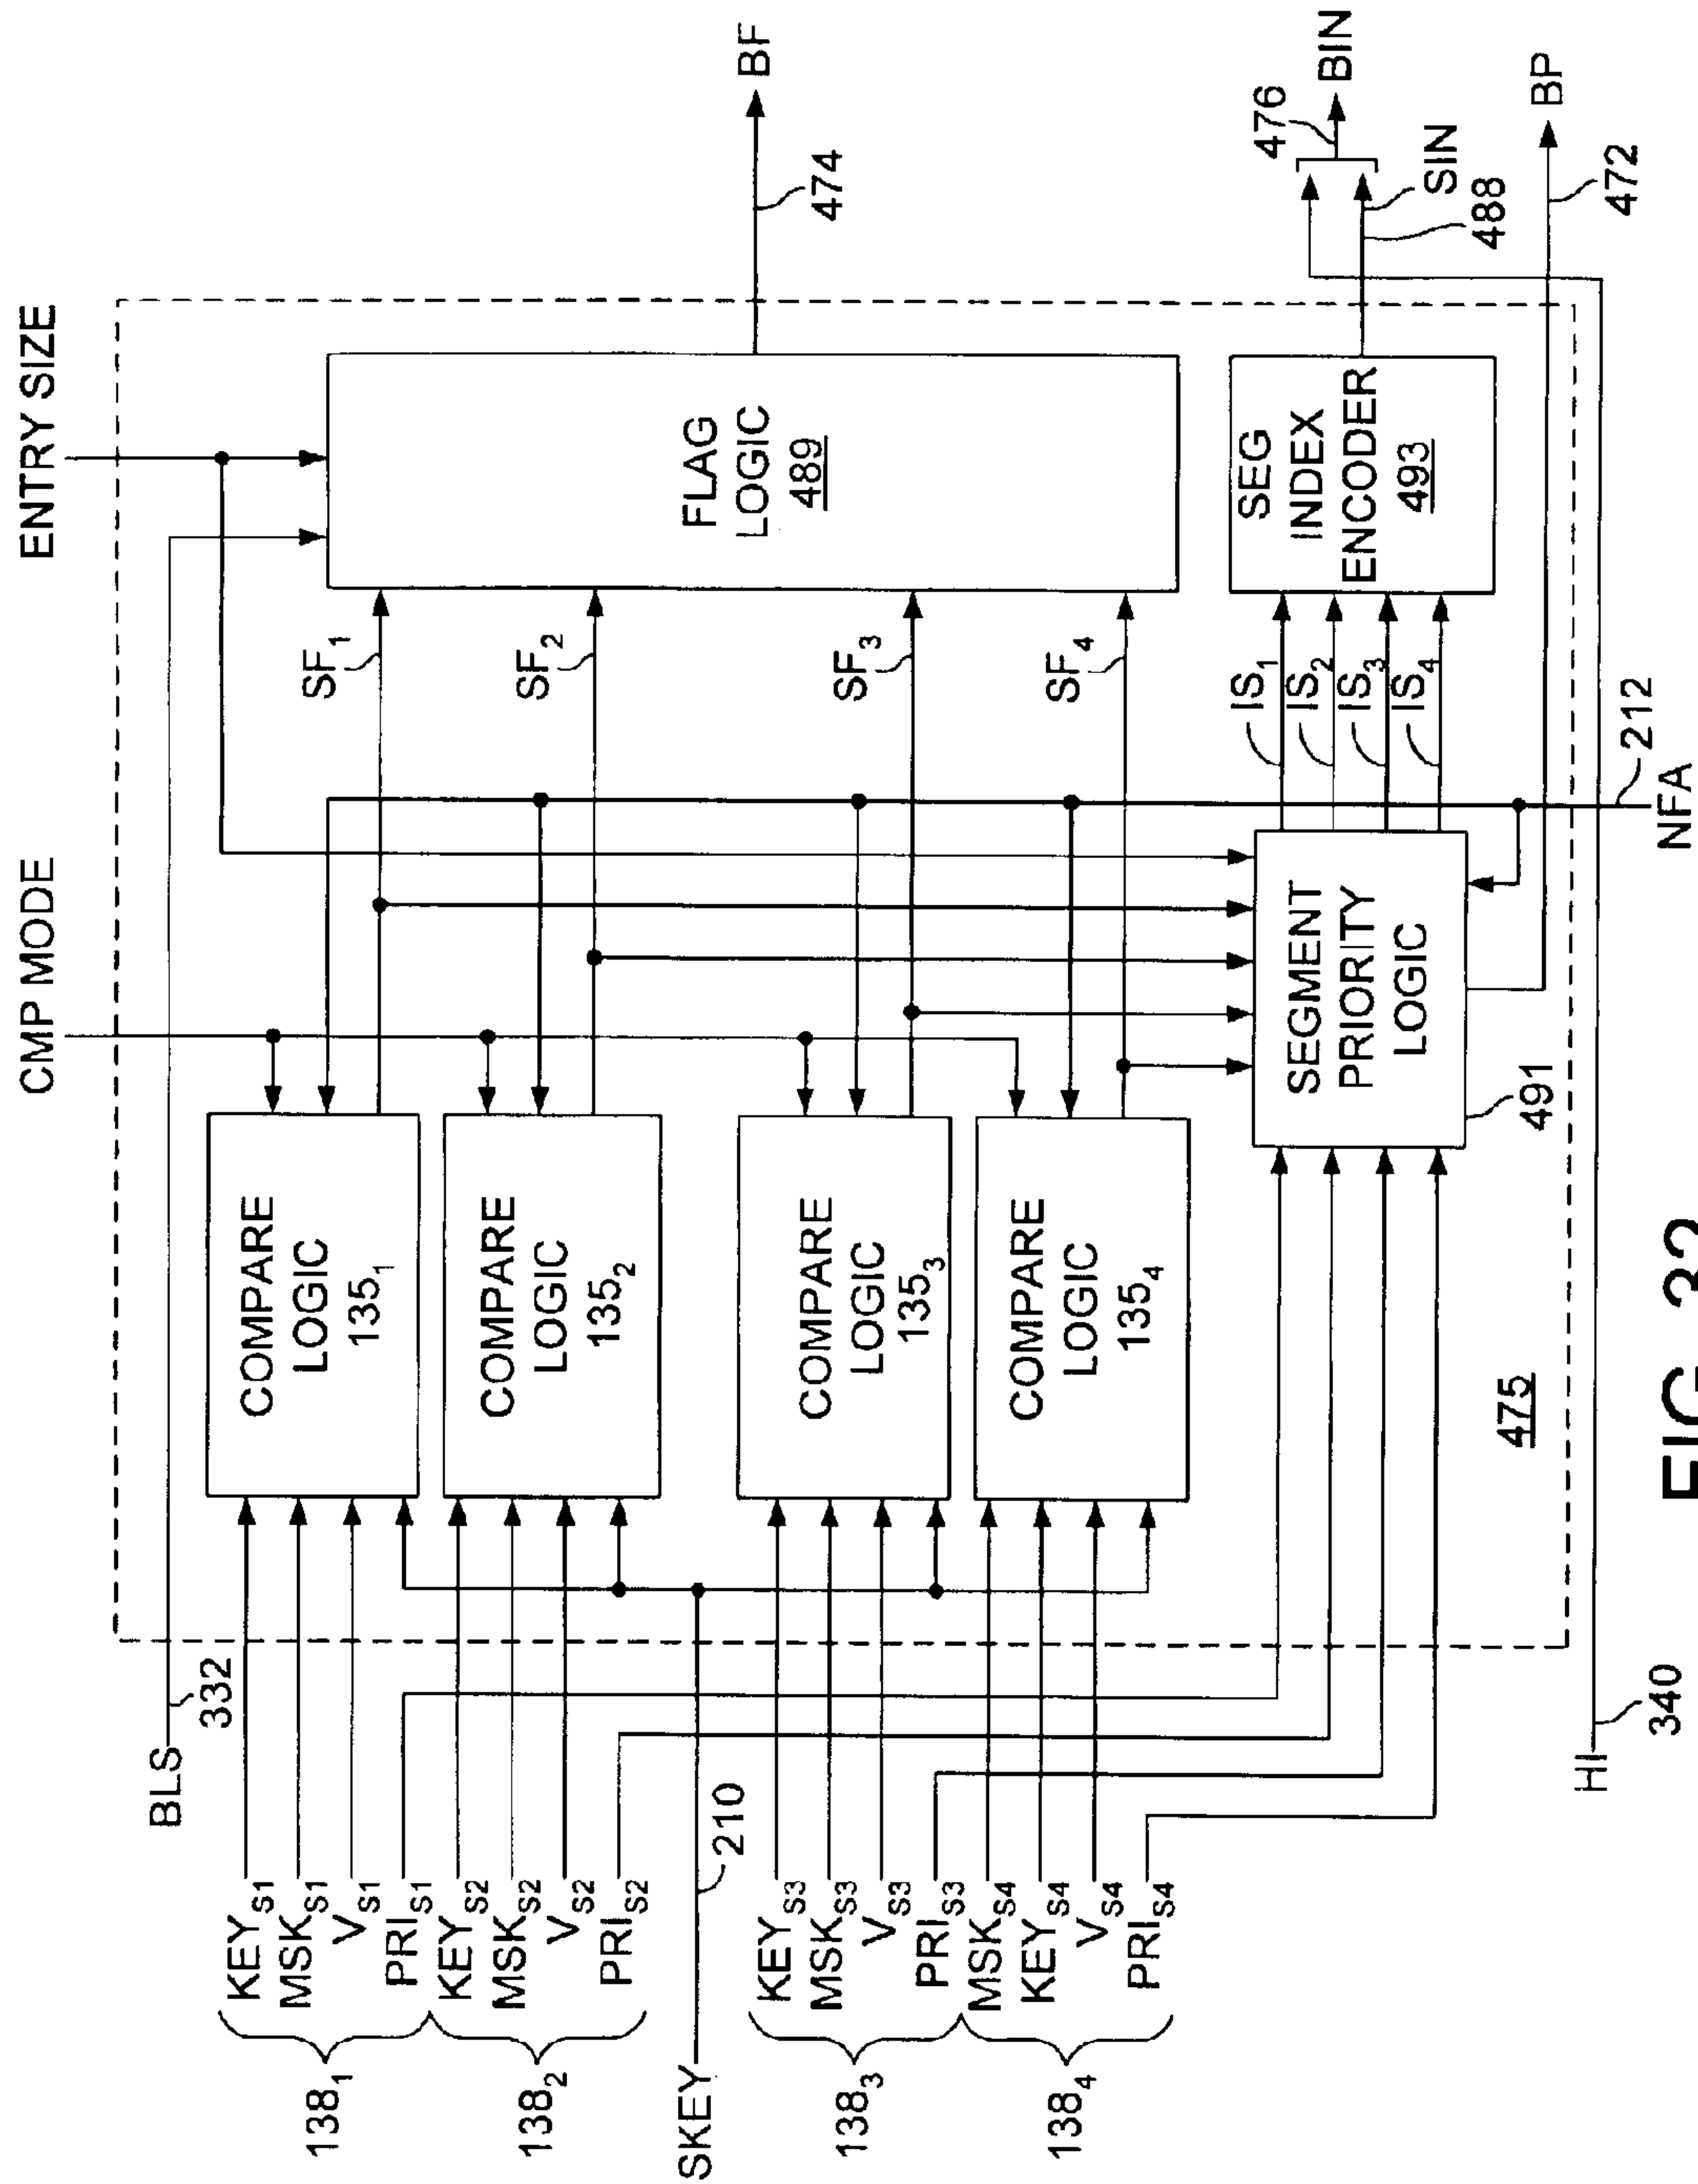 CMP MODE
ENTRY SIZE
BLS
332
KEYs1
MSKs1
Vs1
PRIs1
138₁
KEYs2
MSKs2
Vs2
PRIs2
138₂
SKEY
210
KEYs3
MSKs3
Vs3
PRIs3
138₃
MSKs4
KEYs4
Vs4
PRIs4
138₄
HI
340
COMPARE
LOGIC
135₁
COMPARE
LOGIC
135₂
COMPARE
LOGIC
135₃
COMPARE
LOGIC
135₄
475
SF₁
SF₂
SF₃
SF₄
FLAG
LOGIC
489
474
BF
SEGMENT
PRIORITY
LOGIC
491
IS₁
IS₂
IS₃
IS₄
SEG
INDEX
ENCODER
493
476
BIN
SIN
488
BP
472
212
NFA
FIG. 32